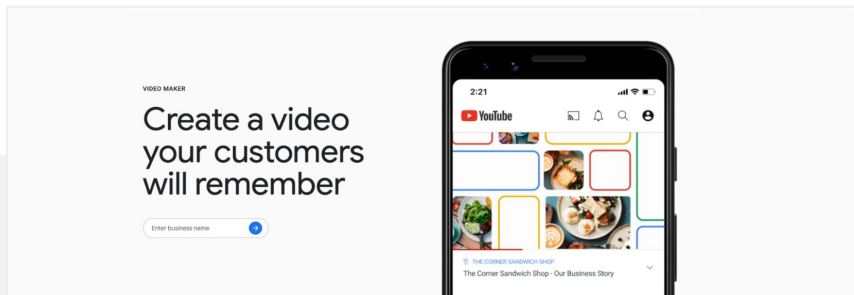 VIDEO MAKER
Create a video
your customers
will remember
Enter business name
2:21
YouTube
THE CORNER SANDWICH SHOP
The Corner Sandwich Shop - Our Business Story